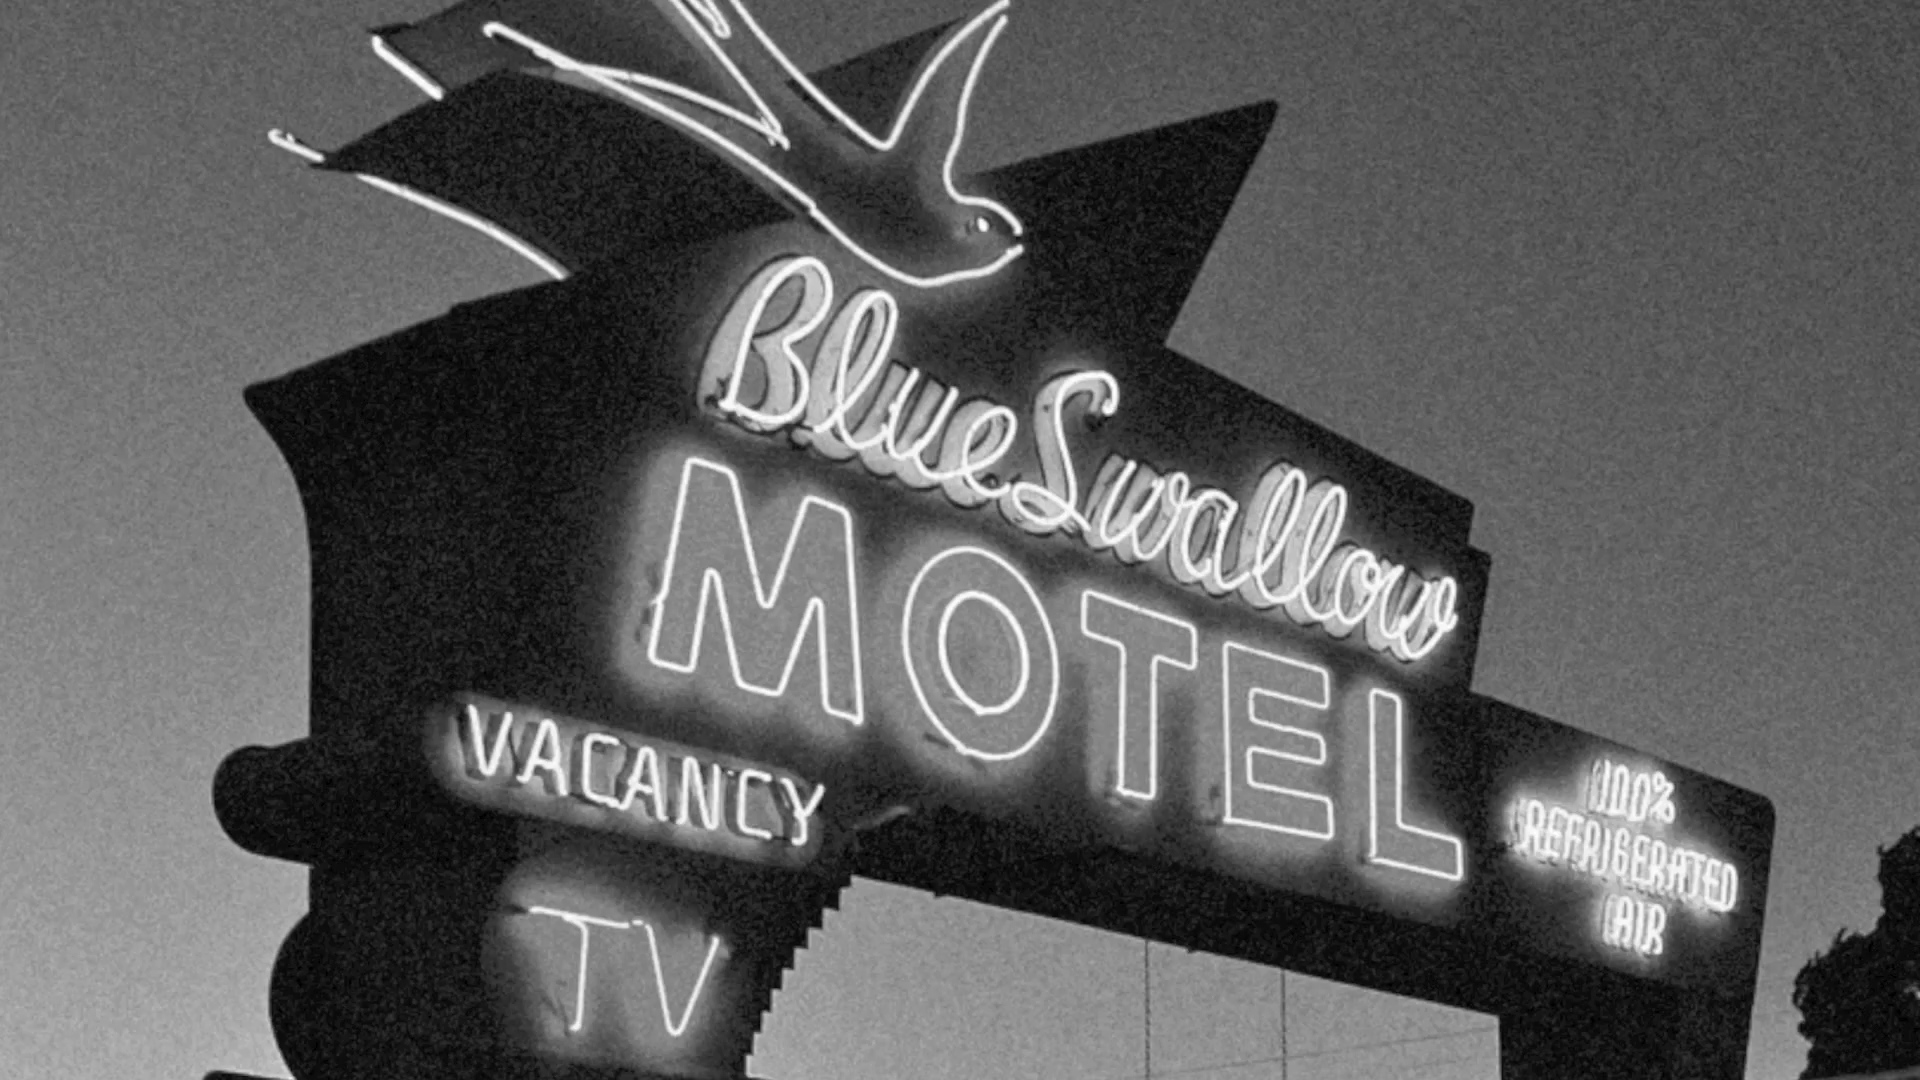 Blue Swallow
MOTEL
VACANCY
TV
100%
REFRIGERATED
AIR